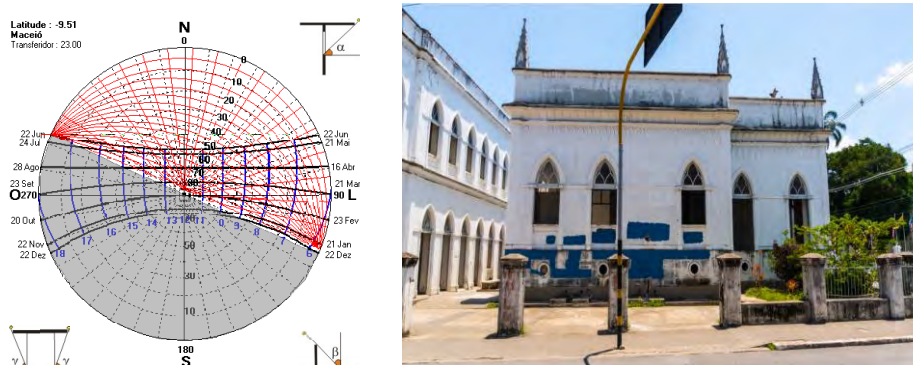 Latitude : -9.51
Maceió
Transferidor : 23.00
N
0
α
10
20
30
40
50
60
70
80
22 Jun
24 Jul
28 Ago
23 Set
O 270
20 Out
22 Nov
22 Dez
22 Jun
21 Mai
16 Abr
21 Mar
90 L
23 Fev
21 Jan
22 Dez
18
17
16
15
14
13
12
11
9
8
7
6
50
30
10
180
S
γ
γ
β